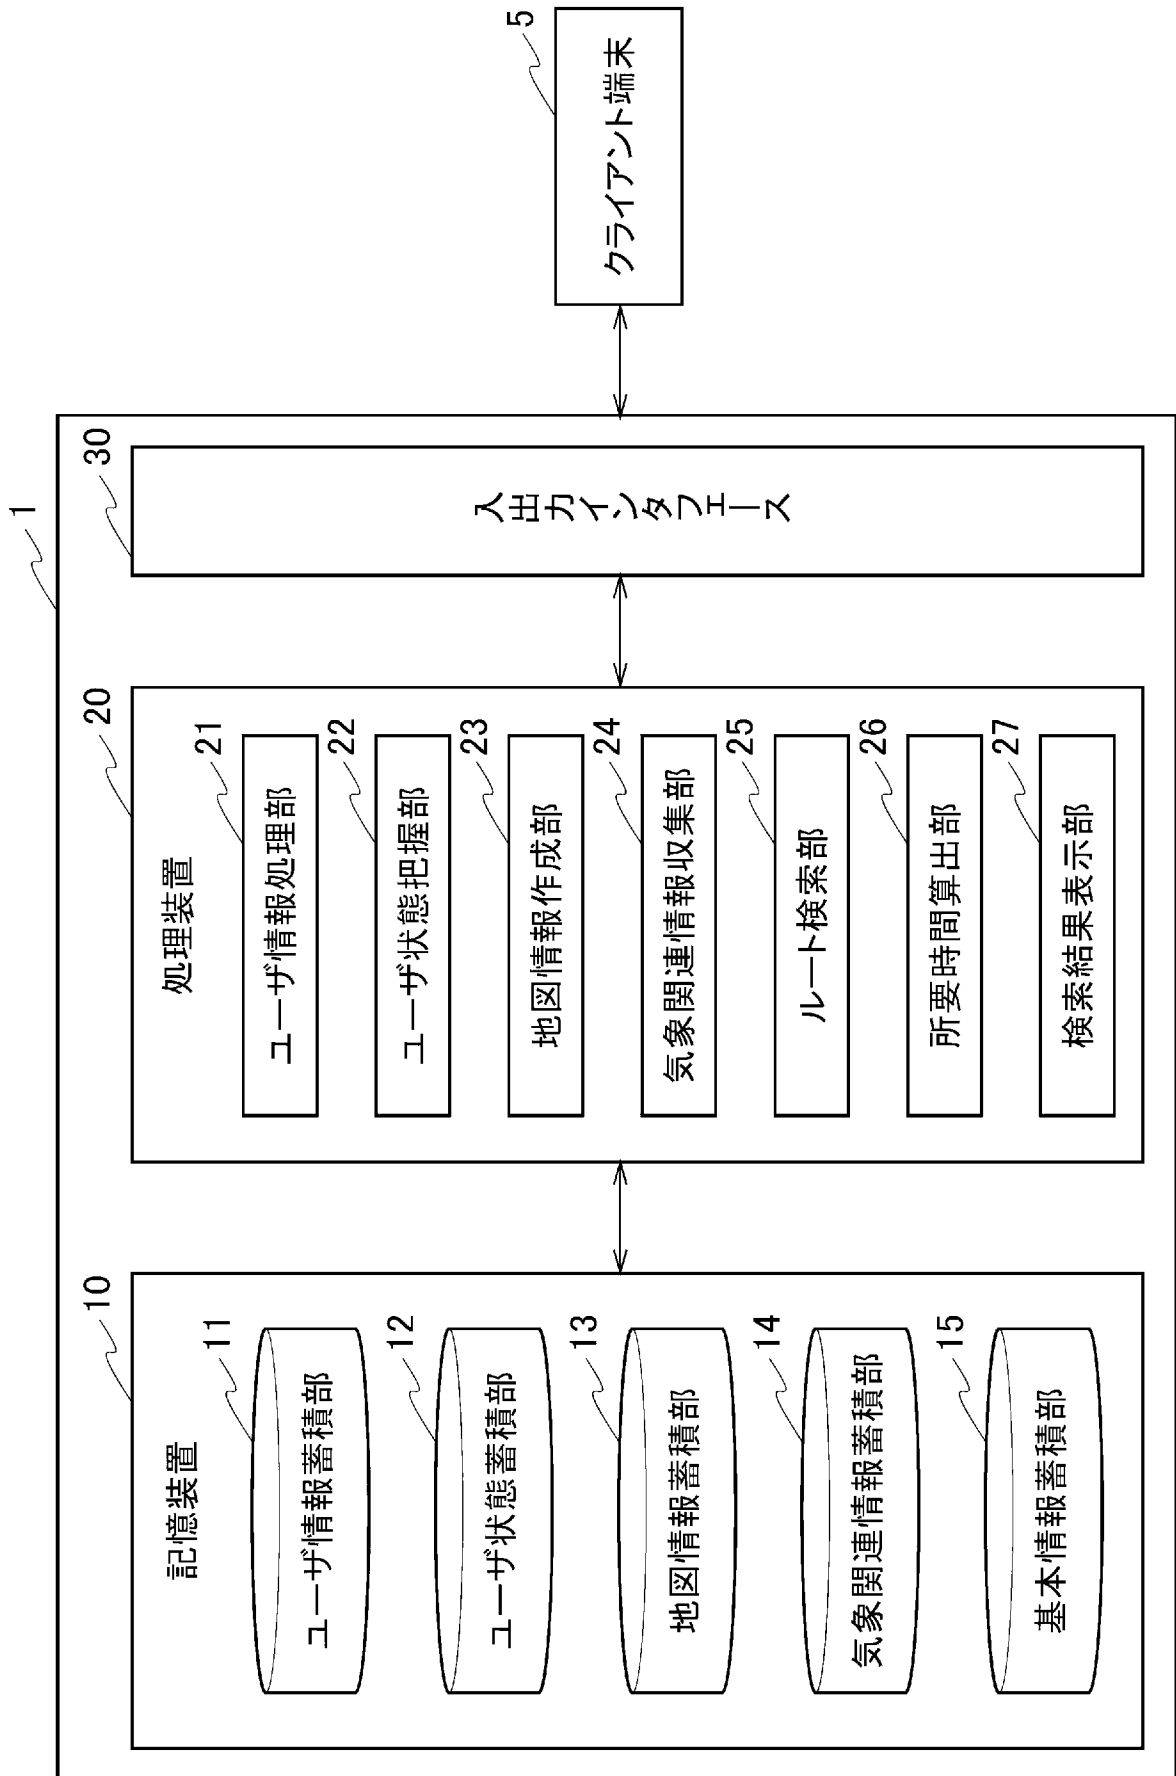 1
10
記憶装置
11
ユーザ情報蓄積部
12
ユーザ状態蓄積部
13
地図情報蓄積部
14
気象関連情報蓄積部
15
基本情報蓄積部
20
処理装置
21
ユーザ情報処理部
22
ユーザ状態把握部
23
地図情報作成部
24
気象関連情報収集部
25
ルート検索部
26
所要時間算出部
27
検索結果表示部
30
入出力インタフェース
5
クライアント端末